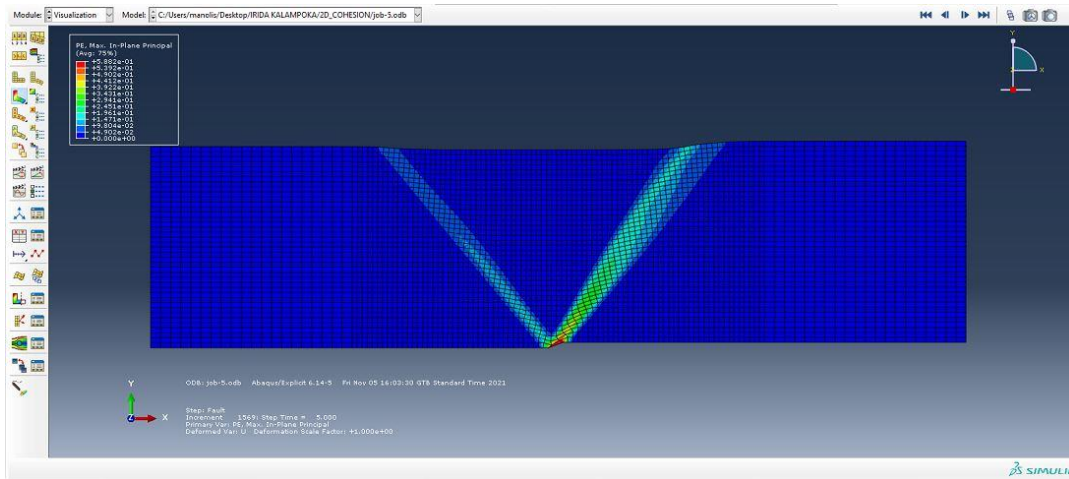 Module: Visualization Model: C:/Users/manolis/Desktop/IRIDA KALAMPOKA/2D_COHESION/job-5.odb
PE, Max. In-Plane Principal
(Avg: 75%)
+5.882e-01
+5.392e-01
+4.902e-01
+4.412e-01
+3.922e-01
+3.431e-01
+2.941e-01
+2.451e-01
+1.961e-01
+1.471e-01
+9.804e-02
+4.902e-02
+0.000e+00
Y
X
ODB: job-5.odb Abaqus/Explicit 6.14-5 Fri Nov 05 16:03:30 GTB Standard Time 2021
Y
Z
X
Step: Fault
Increment 1569: Step Time = 5.000
Primary Var: PE, Max. In-Plane Principal
Deformed Var: U Deformation Scale Factor: +1.000e+00
SIMULI